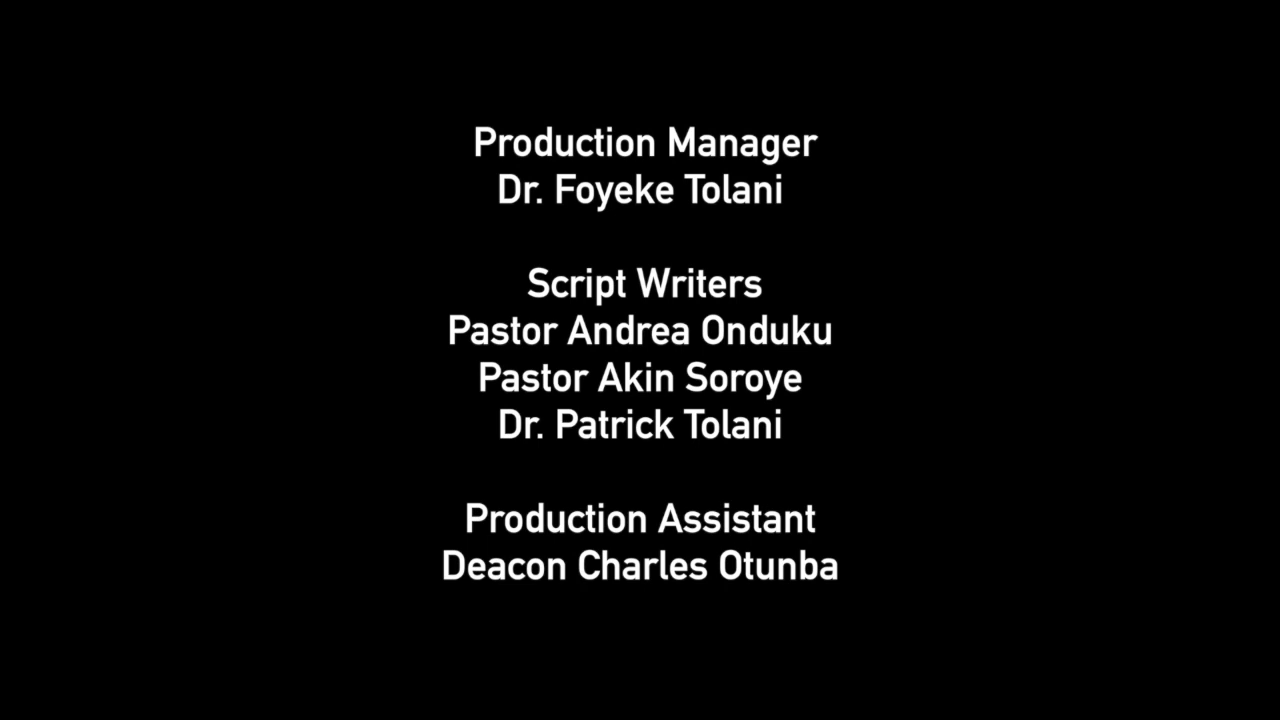 Production Manager
Dr. Foyeke Tolani
Script Writers
Pastor Andrea Onduku
Pastor Akin Soroye
Dr. Patrick Tolani
Production Assistant
Deacon Charles Otunba